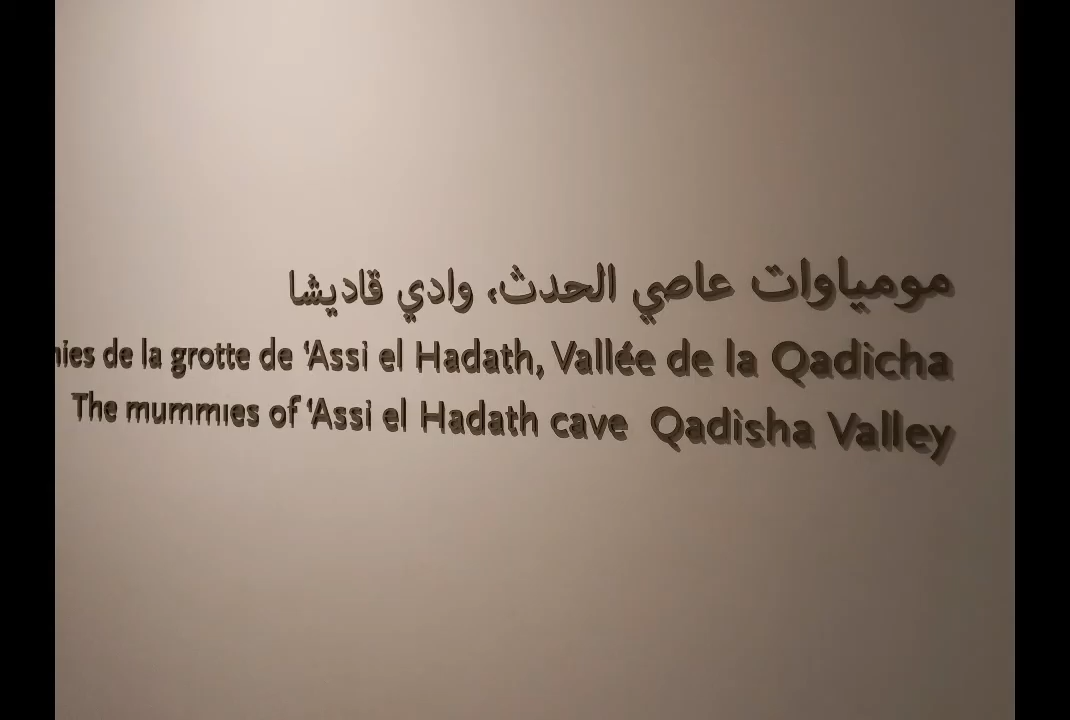 مومياوات عاصي الحدث، وادي قاديشا
de la grotte de ‘Assi el Hadath, Vallée de la Qadicha
The mummies of ‘Assi el Hadath cave Qadisha Valley